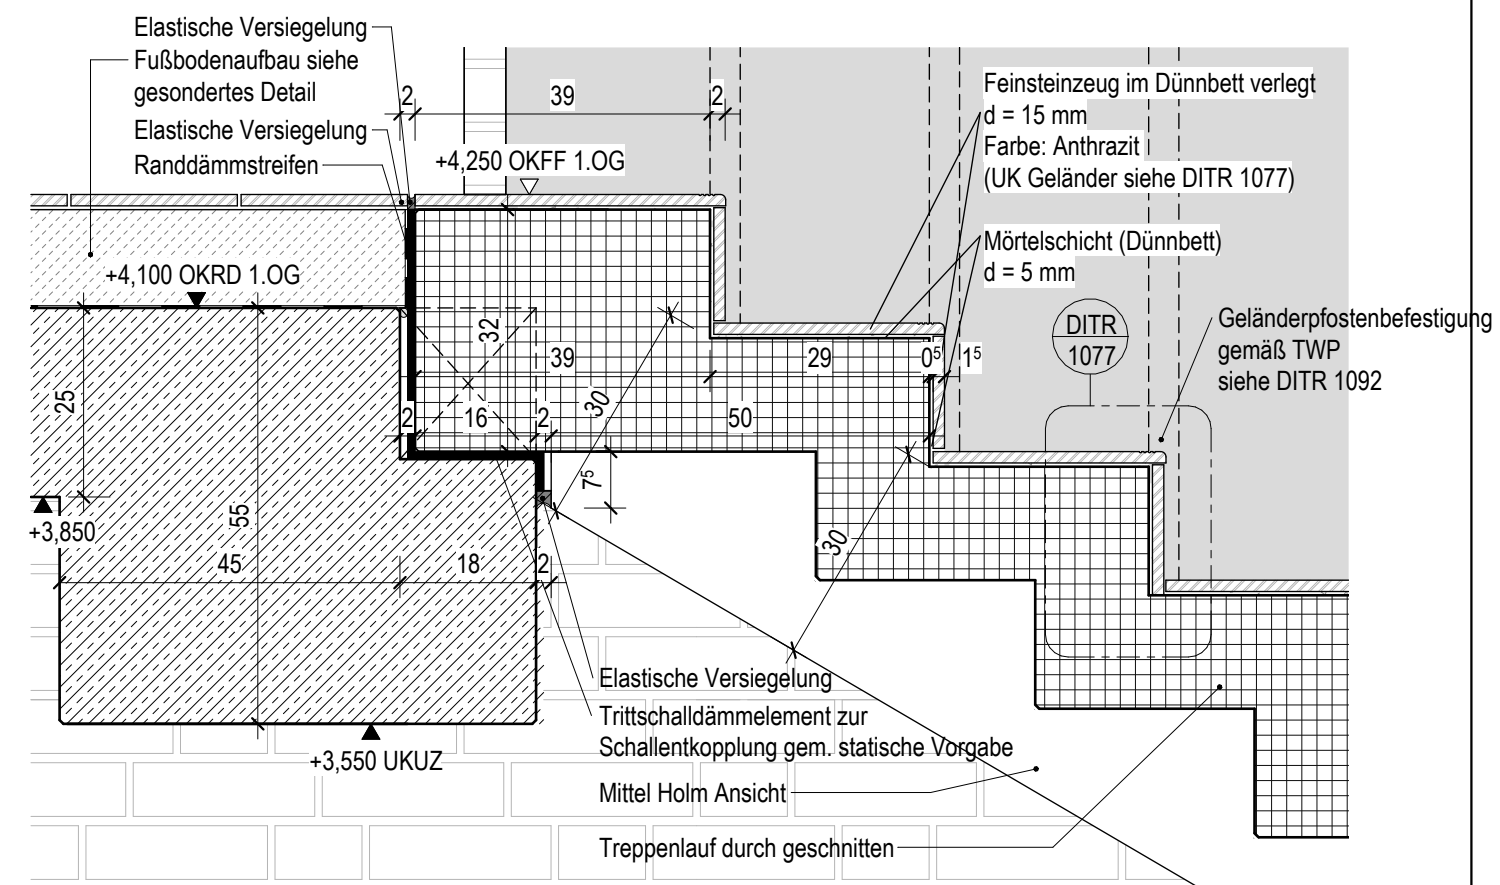 Elastische Versiegelung
Fußbodenaufbau siehe
gesondertes Detail
Elastische Versiegelung
Randdämmstreifen
2
39
2
+4,250 OKFF 1.OG
Feinsteinzeug im Dünnbett verlegt
d = 15 mm
Farbe: Anthrazit
(UK Geländer siehe DITR 1077)
Mörtelschicht (Dünnbett)
d = 5 mm
+4,100 OKRD 1.OG
DITR
1077
Geländerpfostenbefestigung
gemäß TWP
siehe DITR 1092
32
39
29
0⁵
1⁵
25
30
2
16
2
50
7⁵
+3,850
55
30
45
18
2
Elastische Versiegelung
Trittschalldämmelement zur
Schallentkopplung gem. statische Vorgabe
+3,550 UKUZ
Mittel Holm Ansicht
Treppenlauf durch geschnitten